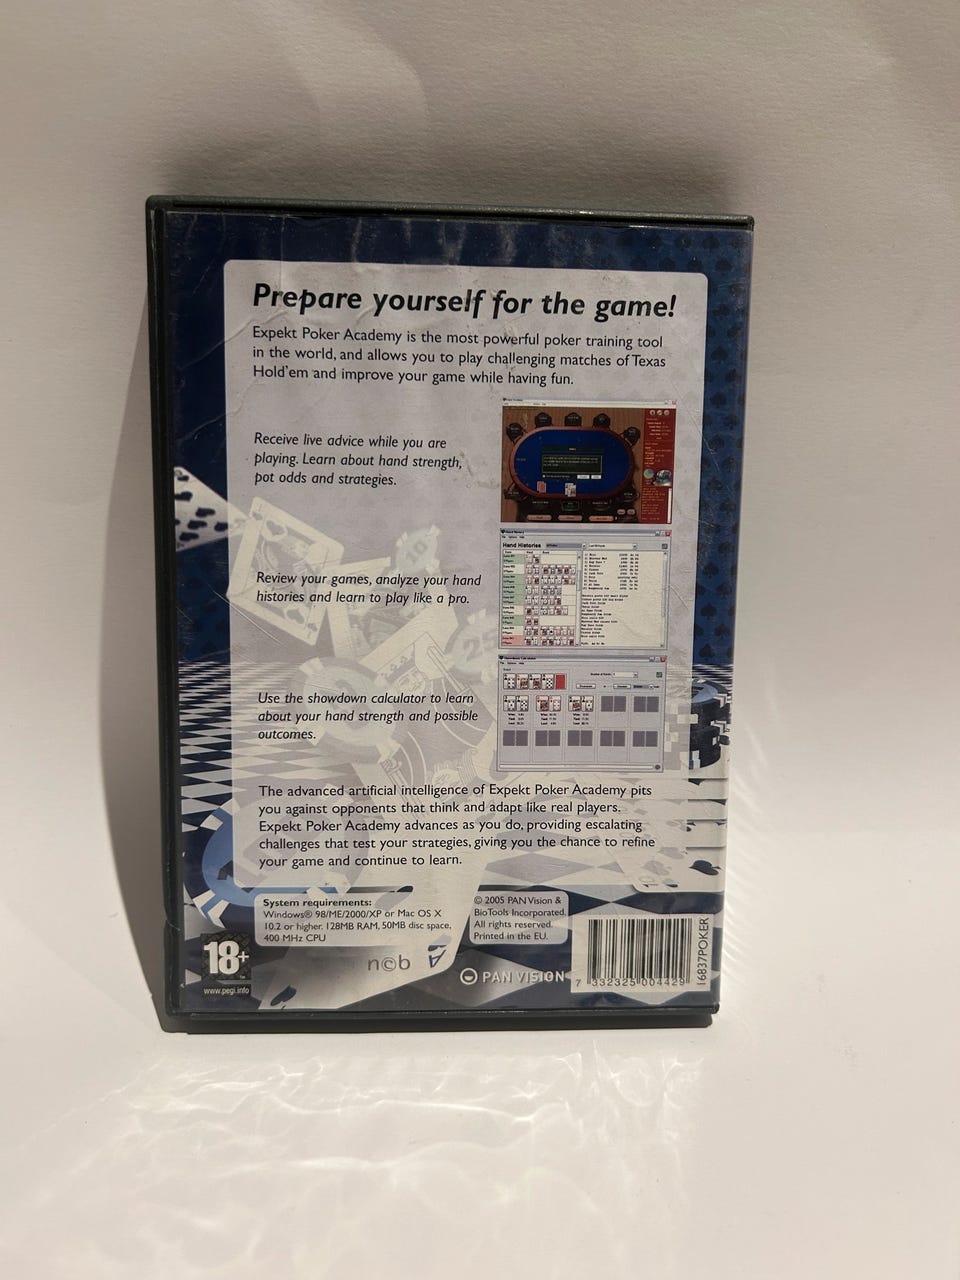 Prepare yourself for the game!
Expekt Poker Academy is the most powerful poker training tool
in the world, and allows you to play challenging matches of Texas
Hold'em and improve your game while having fun.
Receive live advice while you are
playing. Learn about hand strength,
pot odds and strategies.
Hand Histories
Review your games, analyze your hand
histories and learn to play like a pro.
Use the showdown calculator to learn
about your hand strength and possible
outcomes.
The advanced artificial intelligence of Expekt Poker Academy pits
you against opponents that think and adapt like real players.
Expekt Poker Academy advances as you do, providing escalating
challenges that test your strategies, giving you the chance to refine
your game and continue to learn.
System requirements:
Windows® 98/ME/2000/XP or Mac OS X
10.2 or higher. 128MB RAM, 50MB disc space,
400 MHz CPU
© 2005 PAN Vision &
BioTools Incorporated.
All rights reserved.
Printed in the EU.
18+
www.pegi.info
n©b
PAN VISION
7 332325 004429
16837POKER